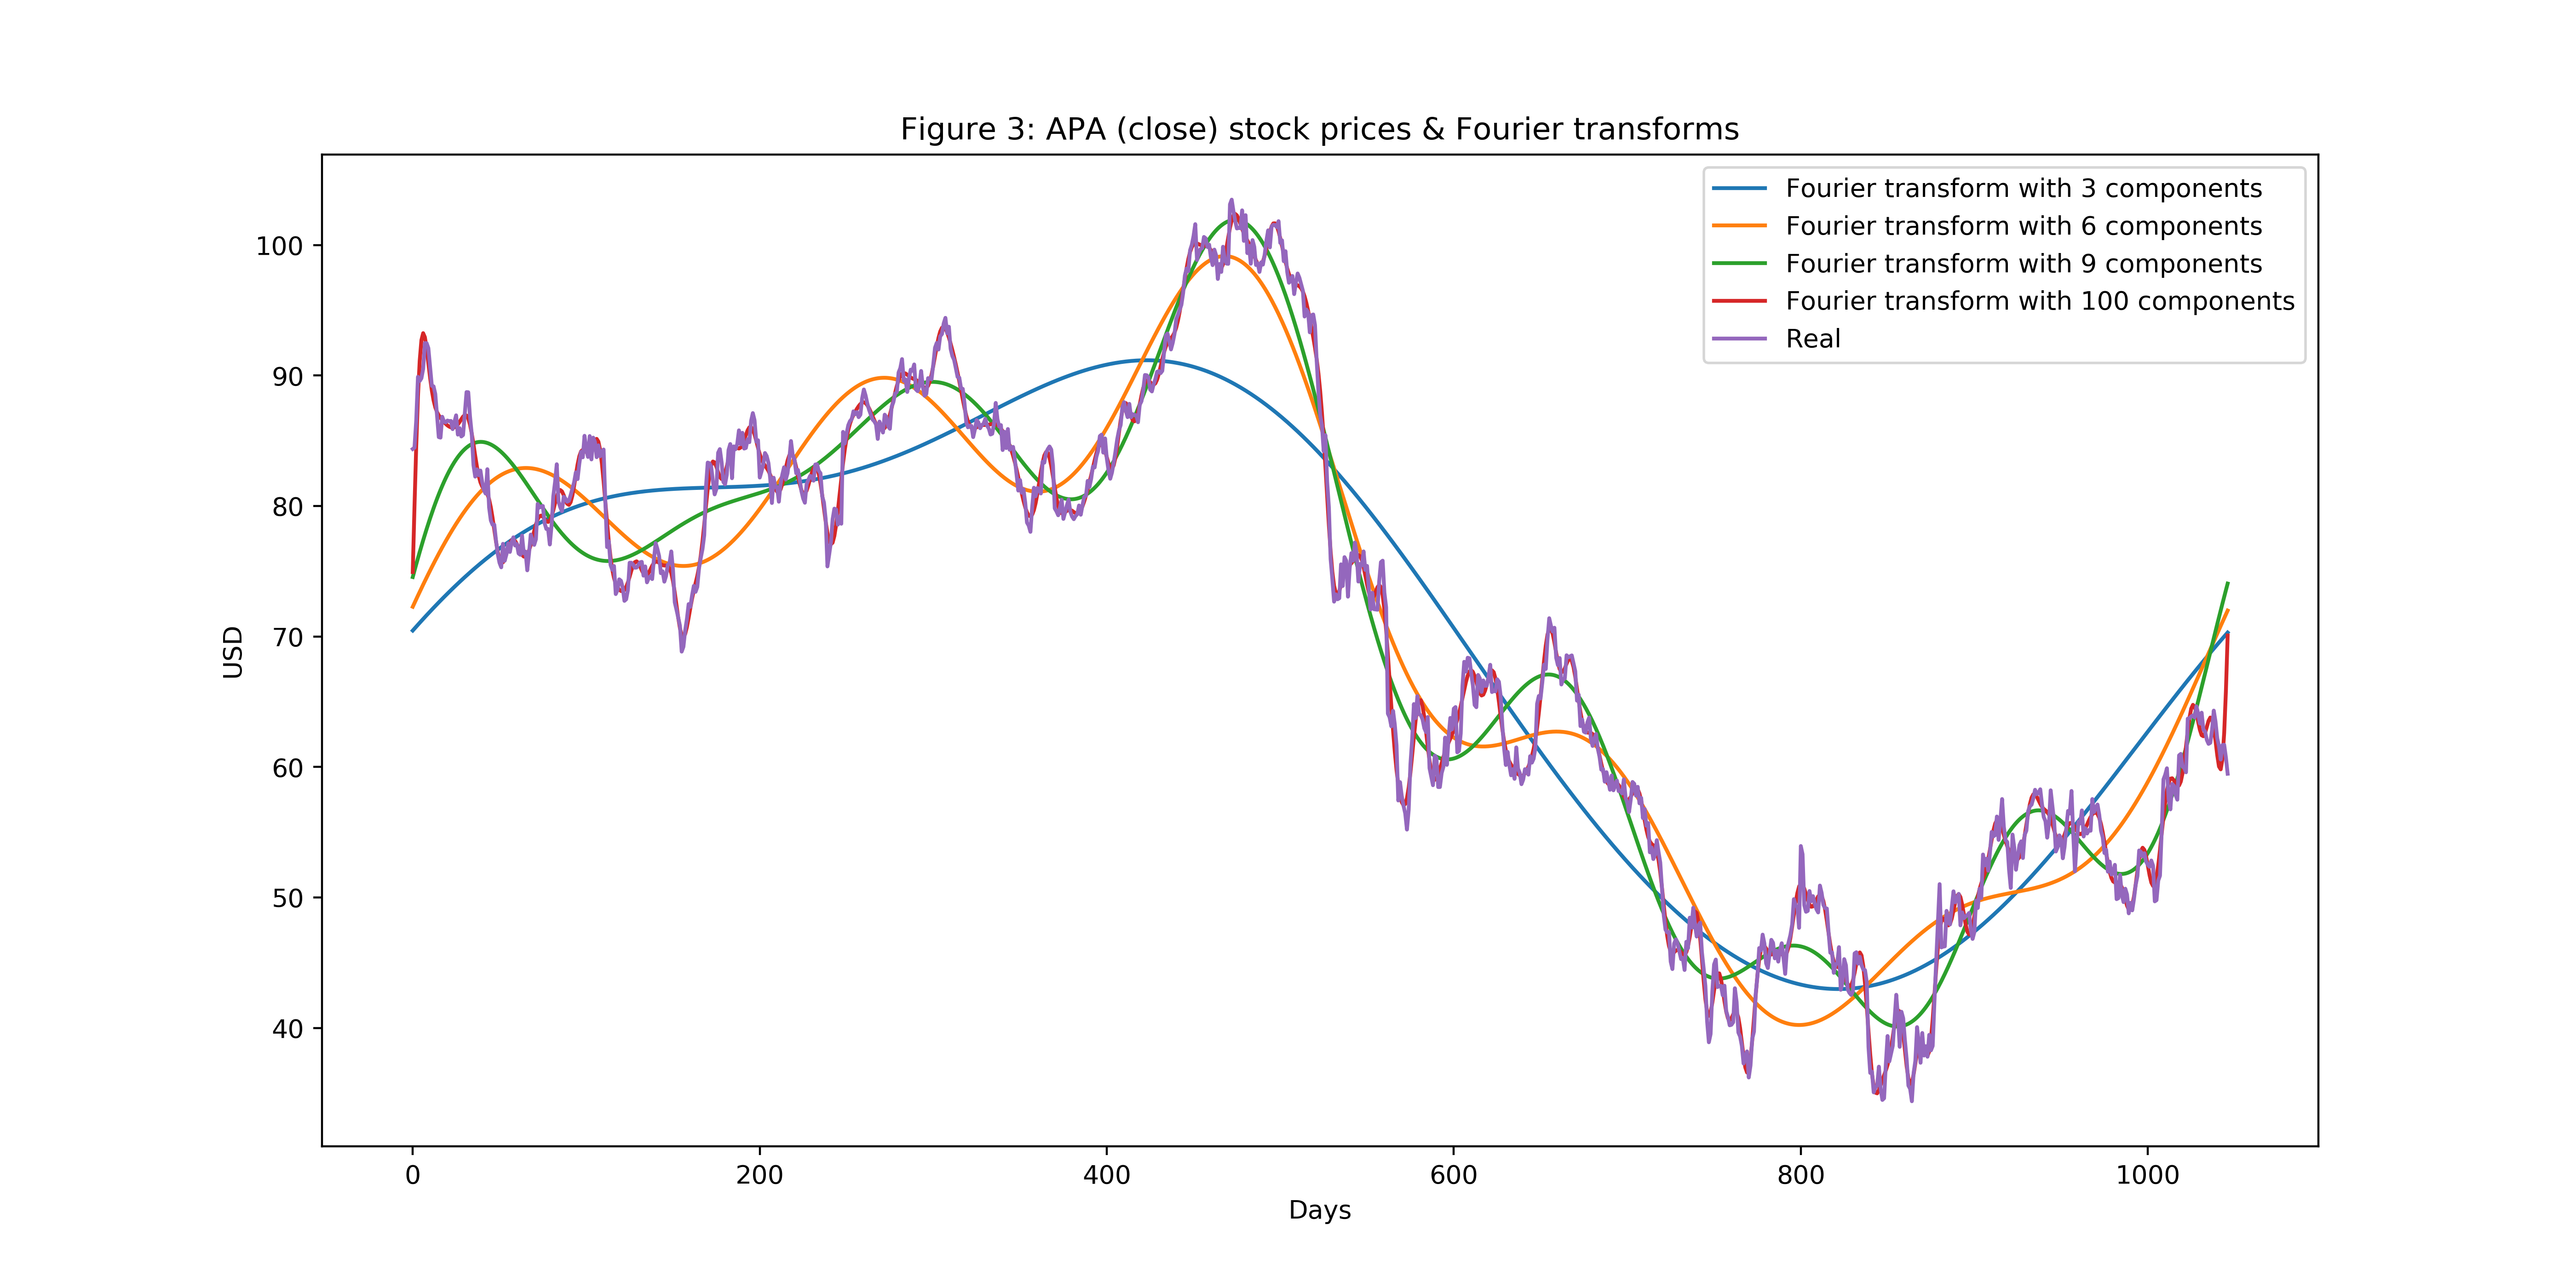 Figure 3: APA (close) stock prices & Fourier transforms
Fourier transform with 3 components
Fourier transform with 6 components
Fourier transform with 9 components
Fourier transform with 100 components
Real
100
90
80
70
60
50
40
USD
0 200 400 600 800 1000
Days